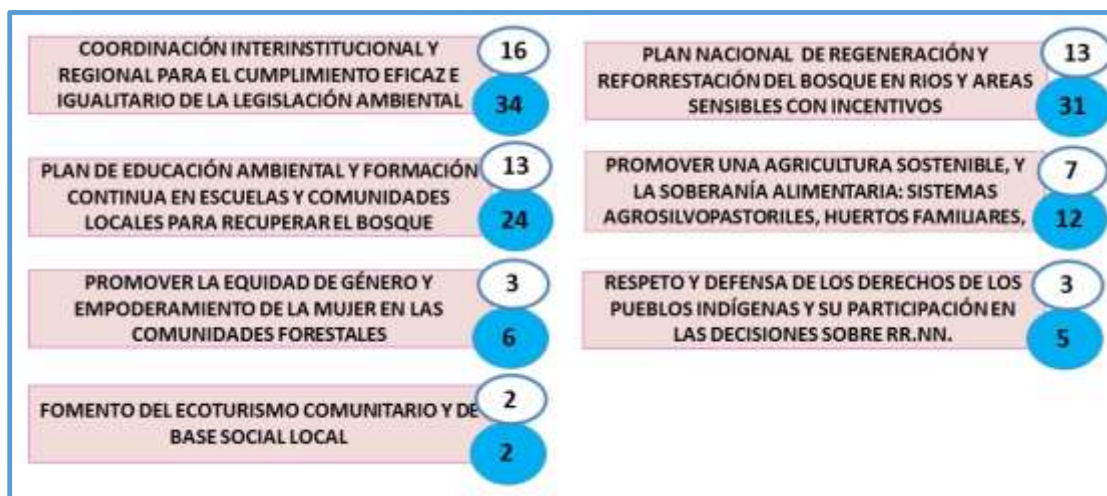 COORDINACIÓN INTERINSTITUCIONAL Y
REGIONAL PARA EL CUMPLIMIENTO EFICAZ E
IGUALITARIO DE LA LEGISLACIÓN AMBIENTAL
16
34
PLAN NACIONAL DE REGENERACIÓN Y
REFORRESTACIÓN DEL BOSQUE EN RIOS Y AREAS
SENSIBLES CON INCENTIVOS
13
31
PLAN DE EDUCACIÓN AMBIENTAL Y FORMACIÓN
CONTINUA EN ESCUELAS Y COMUNIDADES
LOCALES PARA RECUPERAR EL BOSQUE
13
24
PROMOVER UNA AGRICULTURA SOSTENIBLE, Y
LA SOBERANÍA ALIMENTARIA: SISTEMAS
AGROSILVOPASTORILES, HUERTOS FAMILIARES,
7
12
PROMOVER LA EQUIDAD DE GÉNERO Y
EMPODERAMIENTO DE LA MUJER EN LAS
COMUNIDADES FORESTALES
3
6
RESPETO Y DEFENSA DE LOS DERECHOS DE LOS
PUEBLOS INDÍGENAS Y SU PARTICIPACIÓN EN
LAS DECISIONES SOBRE RR.NN.
3
5
FOMENTO DEL ECOTURISMO COMUNITARIO Y DE
BASE SOCIAL LOCAL
2
2